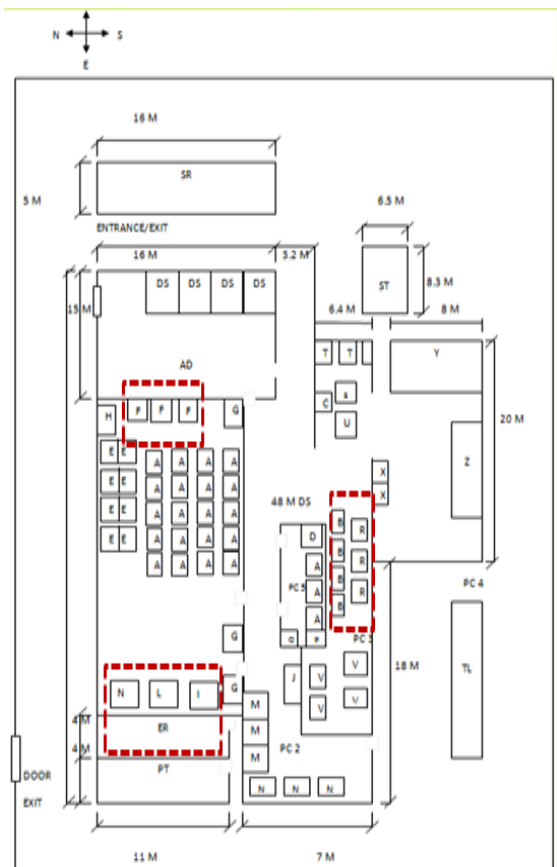 N S
E
16 M
SR
5 M
ENTRANCE/EXIT
16 M 3.2 M
6.5 M
ST
8.3 M
DS DS DS DS
15 M
6.4 M
8 M
AD
T T
Y
C a
U
20 M
H F F F G
E E
E E
E E
E E
A A A A
A A A A
A A A A
A A A A
A A A A
X
X
Z
48 M DS
D
A
A
A
PC 5
B
B
B
B
R
R
R
PC 4
PC 3
G
O P
V V
V V
J
18 M
TL
N L I
G
M
M
M
4 M
ER
4 M
PT
PC 2
DOOR
EXIT
N N N
11 M
7 M